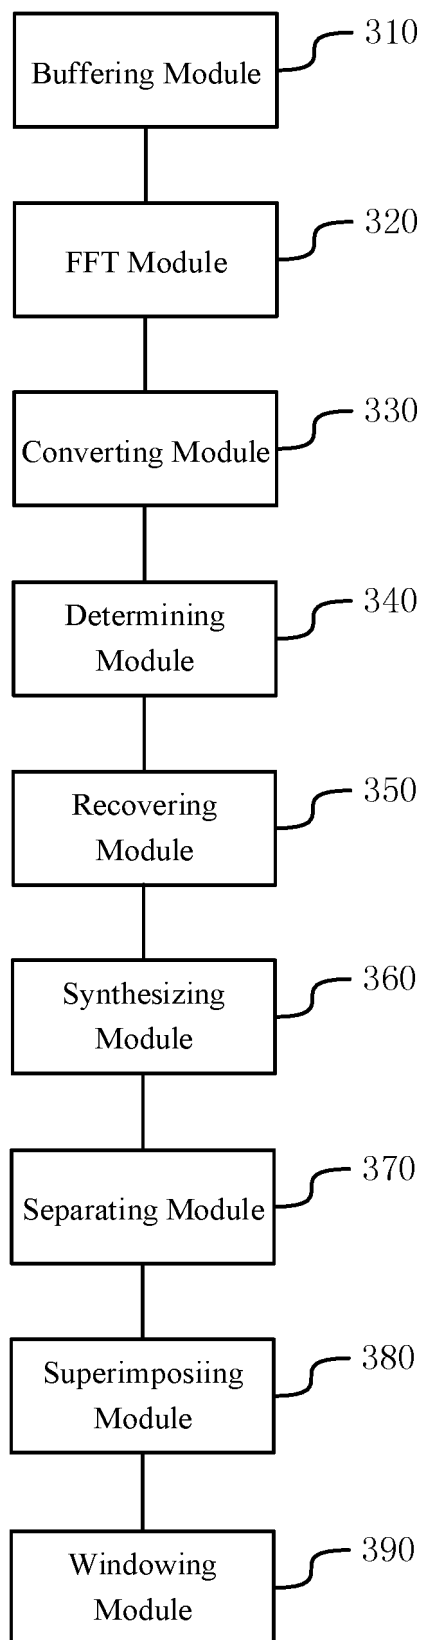 310
Buffering Module
320
FFT Module
330
Converting Module
340
Determining
Module
350
Recovering
Module
360
Synthesizing
Module
370
Separating Module
380
Superimposiing
Module
390
Windowing
Module